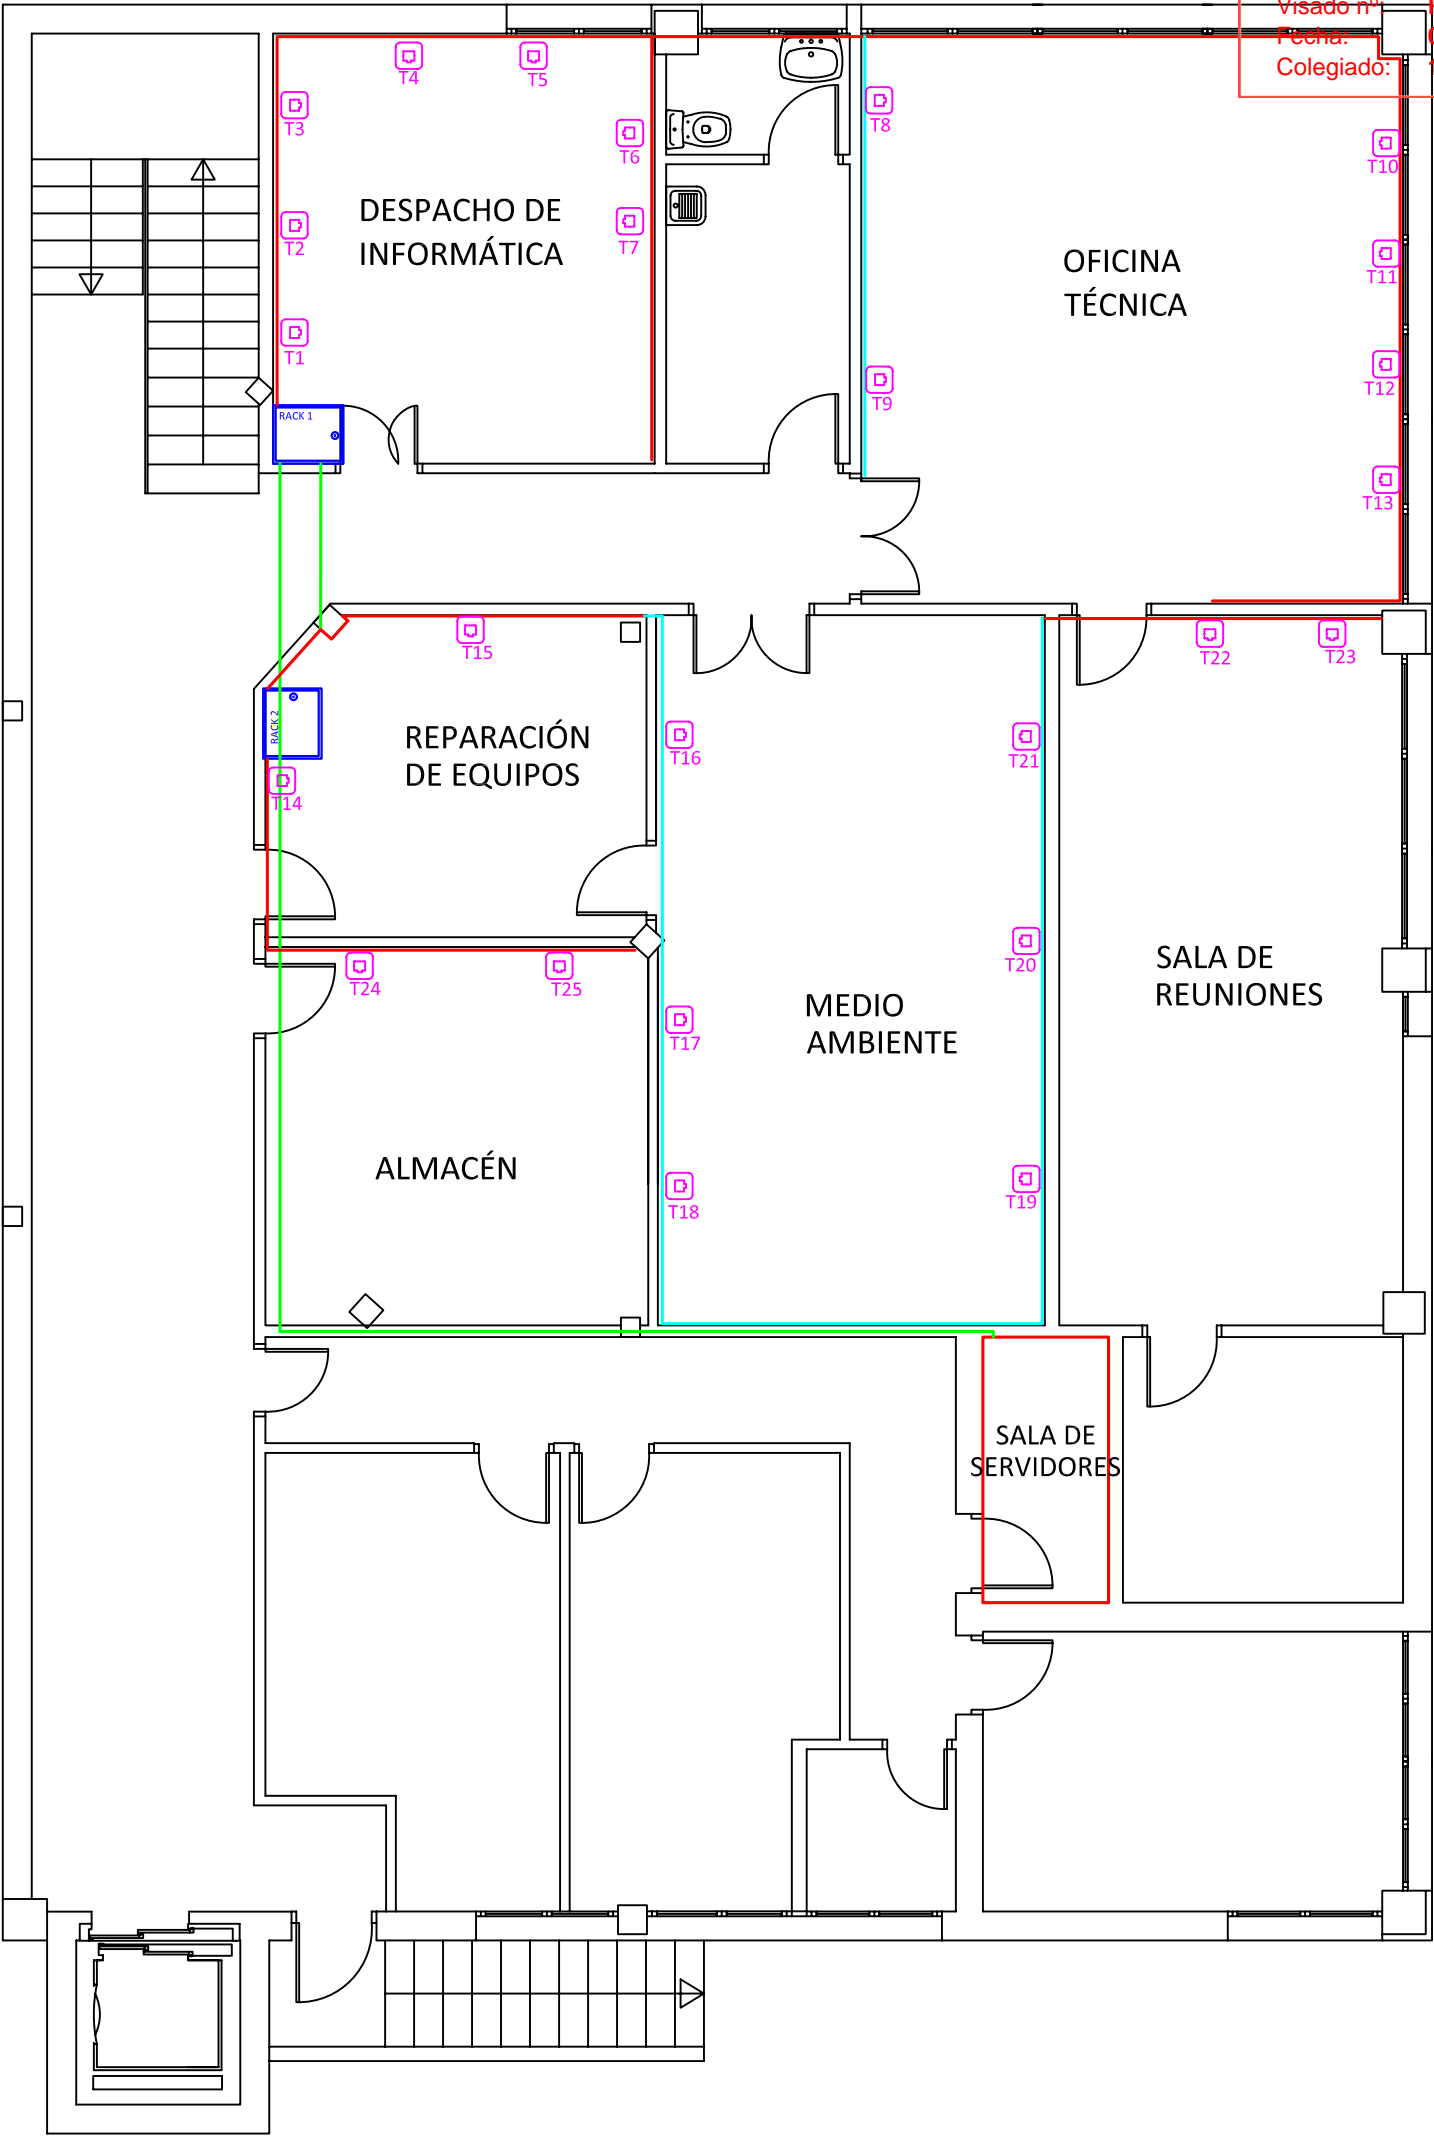 Visado nº:
Fecha:
Colegiado:
T4
T5
T3
T6
T8
T10
DESPACHO DE
INFORMÁTICA
T2
T7
OFICINA
TÉCNICA
T11
T1
T12
T9
RACK 1
T13
T15
T22
T23
RACK 2
REPARACIÓN
DE EQUIPOS
T16
T21
T14
T24
T25
T20
SALA DE
REUNIONES
MEDIO
AMBIENTE
T17
ALMACÉN
T18
T19
SALA DE
SERVIDORES